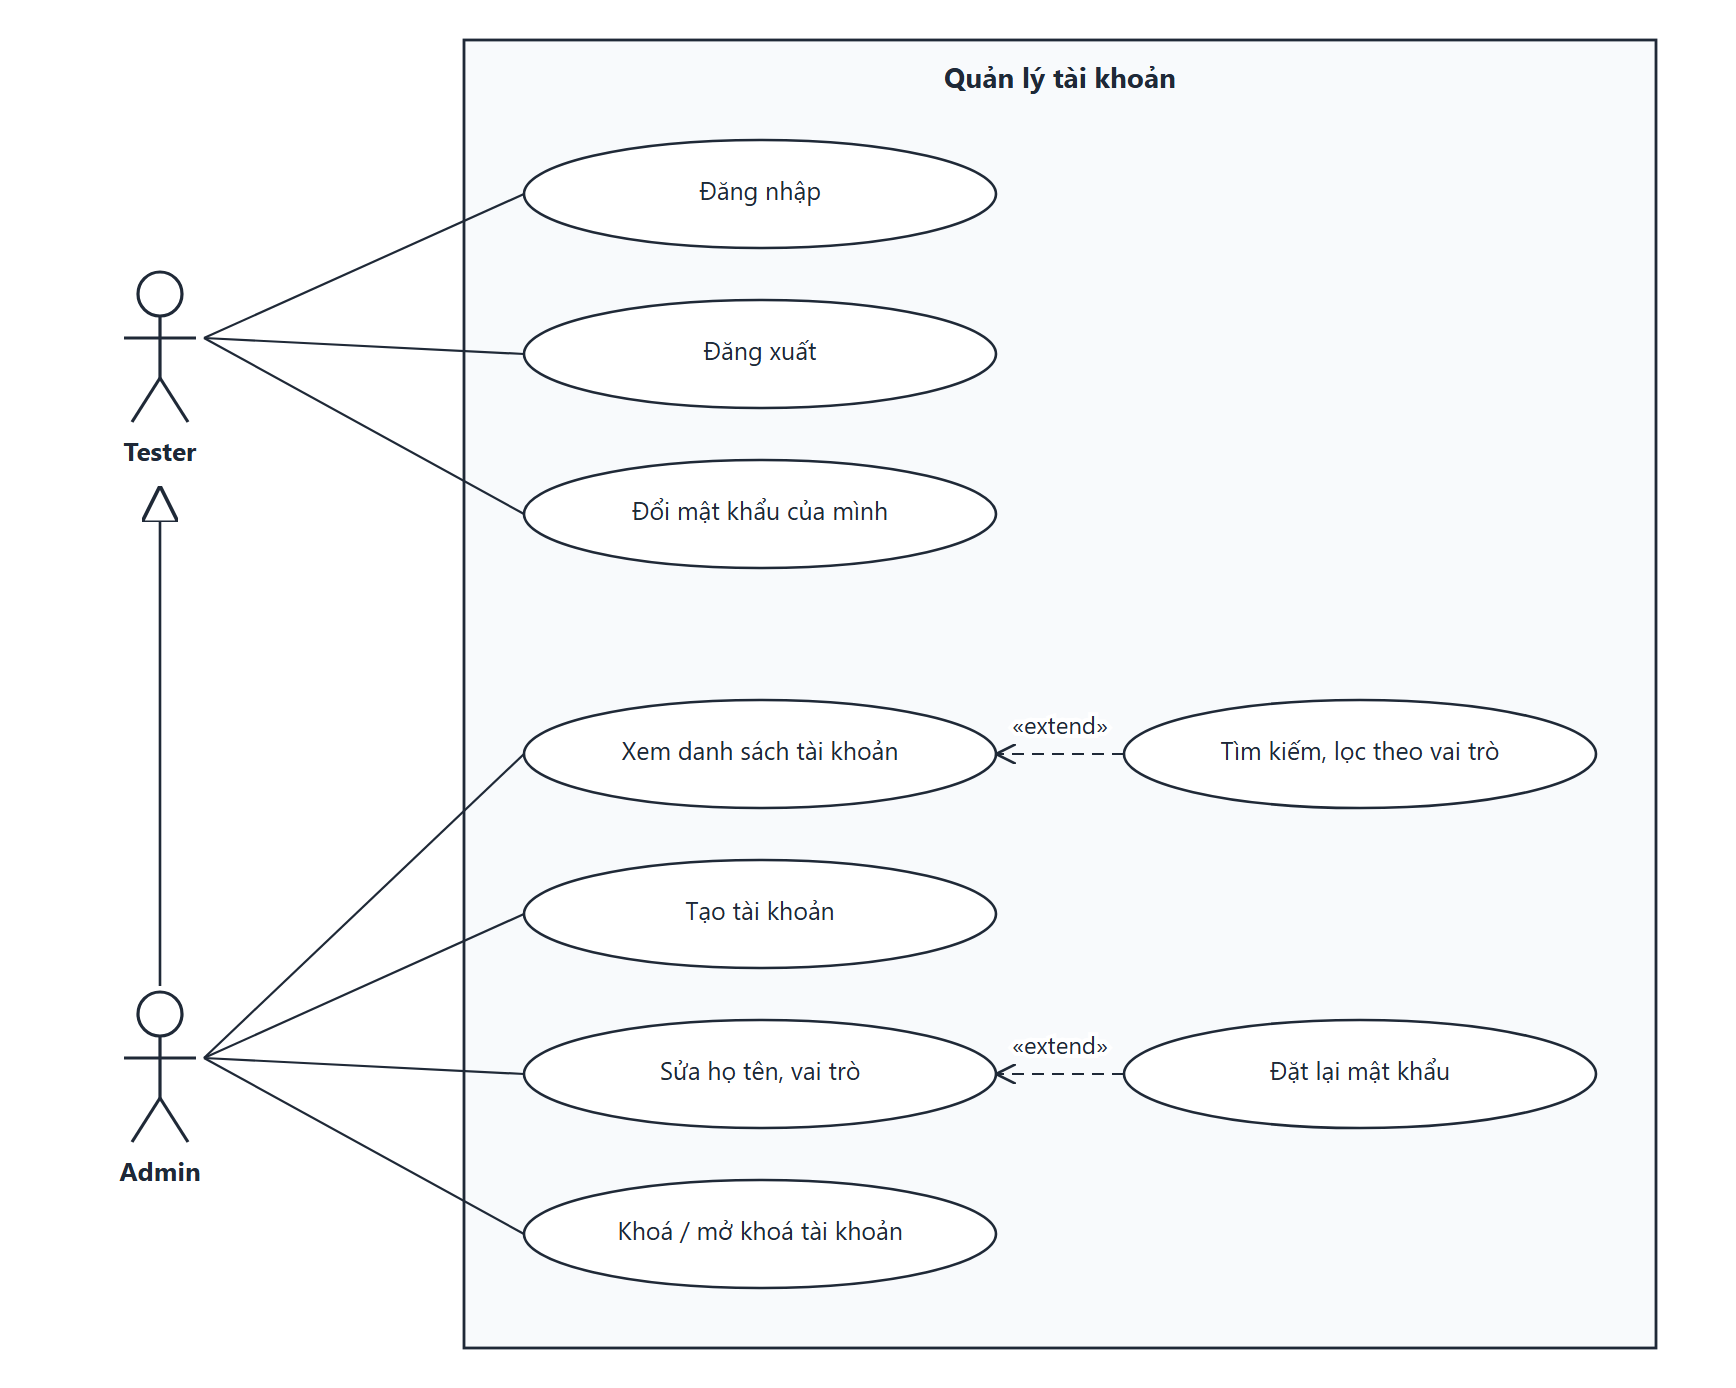 Quản lý tài khoản
Đăng nhập
Đăng xuất
Tester
Đổi mật khẩu của mình
«extend»
Xem danh sách tài khoản
Tìm kiếm, lọc theo vai trò
Tạo tài khoản
«extend»
Sửa họ tên, vai trò
Đặt lại mật khẩu
Admin
Khoá / mở khoá tài khoản